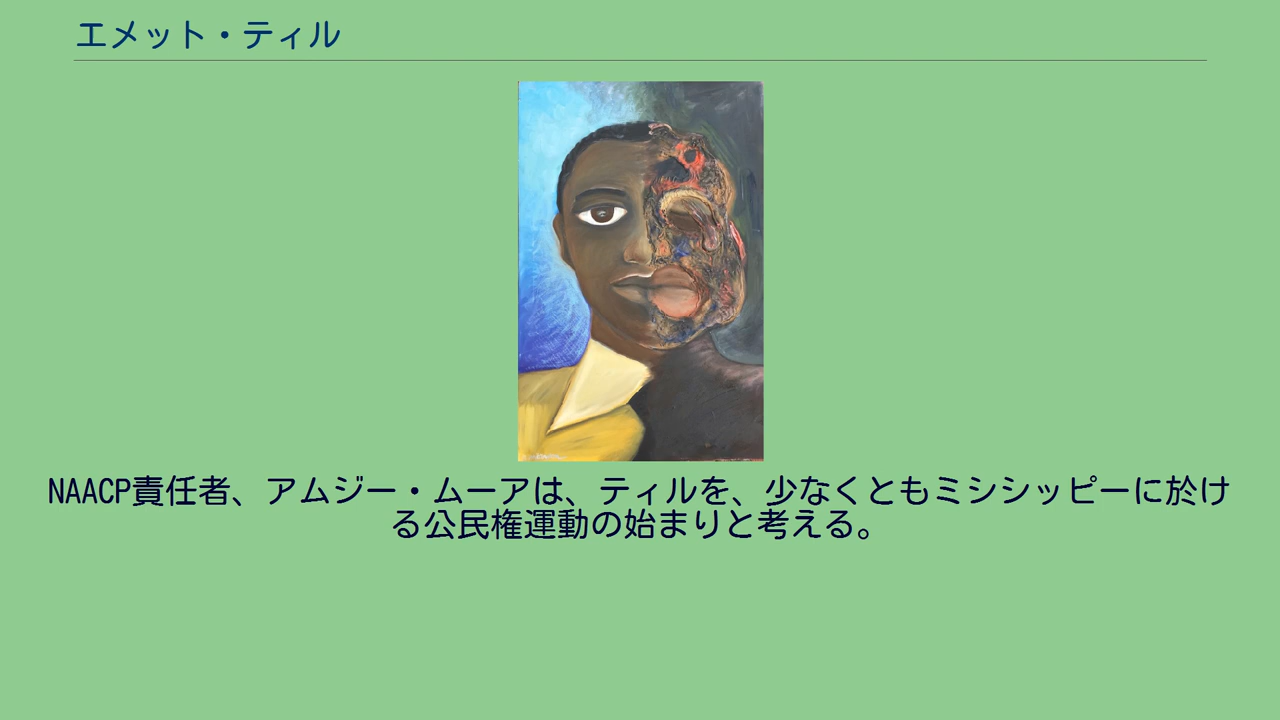 エメット・ティル
NAACP責任者、アムジー・ムーアは、ティルを、少なくともミシシッピーに於け
る公民権運動の始まりと考える。